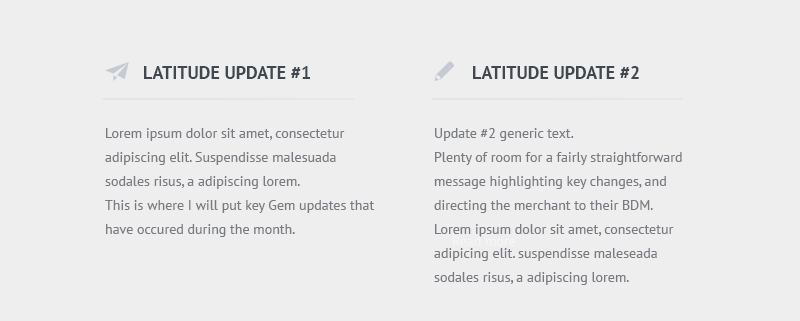 LATITUDE UPDATE #1
Lorem ipsum dolor sit amet, consectetur
adipiscing elit. Suspendisse malesuada
sodales risus, a adipiscing lorem.
This is where I will put key Gem updates that
have occured during the month.
LATITUDE UPDATE #2
Update #2 generic text.
Plenty of room for a fairly straightforward
message highlighting key changes, and
directing the merchant to their BDM.
Lorem ipsum dolor sit amet, consectetur
adipicing elit. suspendisse maleseada
sodales risus, a adipiscing lorem.